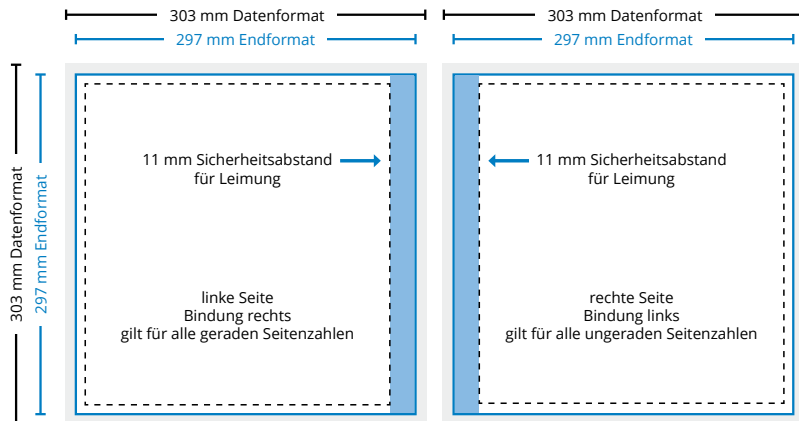 303 mm Datenformat
297 mm Endformat
303 mm Datenformat
297 mm Endformat
303 mm Datenformat
297 mm Endformat
11 mm Sicherheitsabstand
für Leimung
linke Seite
Bindung rechts
gilt für alle geraden Seitenzahlen
11 mm Sicherheitsabstand
für Leimung
rechte Seite
Bindung links
gilt für alle ungeraden Seitenzahlen